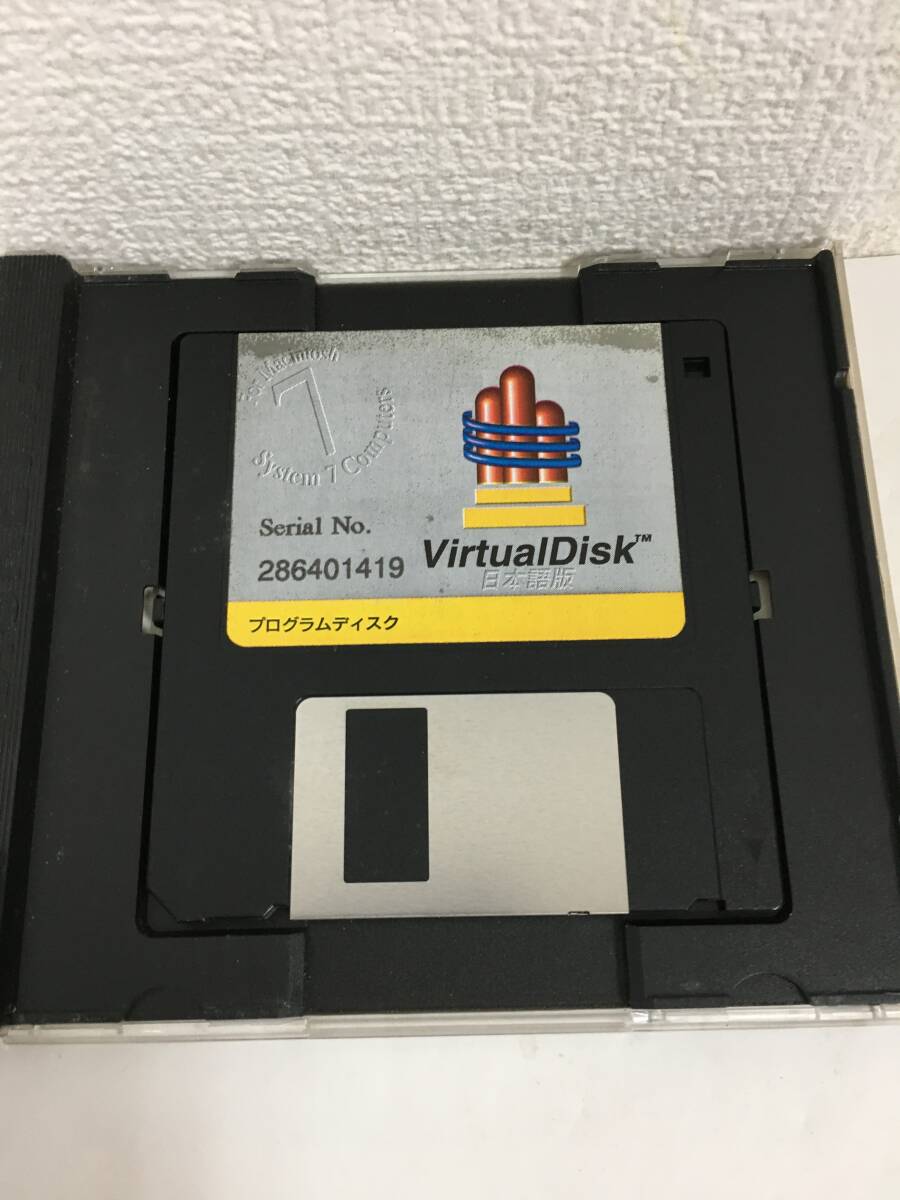 For Macintosh
7
System 7 Computers
Serial No.
286401419
VirtualDisk™
日本語版
プログラムディスク